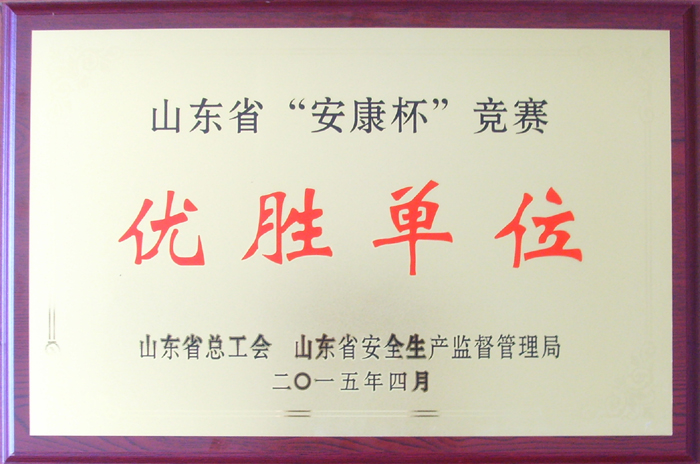 山东省“安康杯”竞赛
优胜单位
山东省总工会 山东省安全生产监督管理局
二〇一五年四月